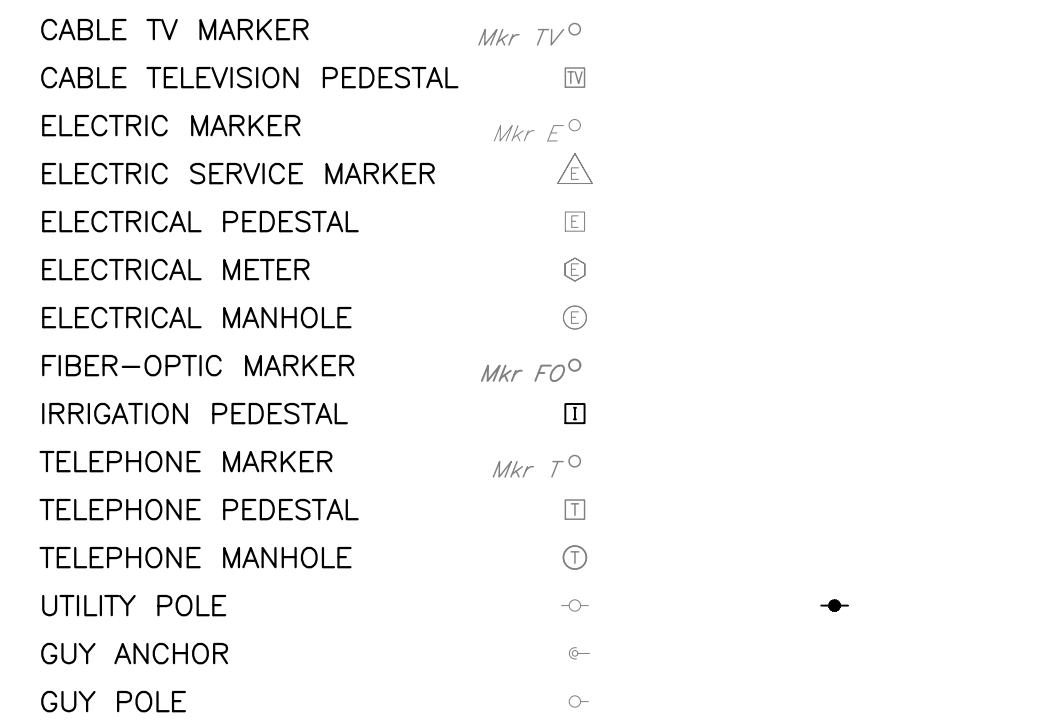 CABLE TV MARKER Mkr TV
CABLE TELEVISION PEDESTAL TV
ELECTRIC MARKER Mkr E
ELECTRIC SERVICE MARKER E
ELECTRICAL PEDESTAL E
ELECTRICAL METER E
ELECTRICAL MANHOLE E
FIBER-OPTIC MARKER Mkr FO
IRRIGATION PEDESTAL I
TELEPHONE MARKER Mkr T
TELEPHONE PEDESTAL T
TELEPHONE MANHOLE T
UTILITY POLE
GUY ANCHOR
GUY POLE